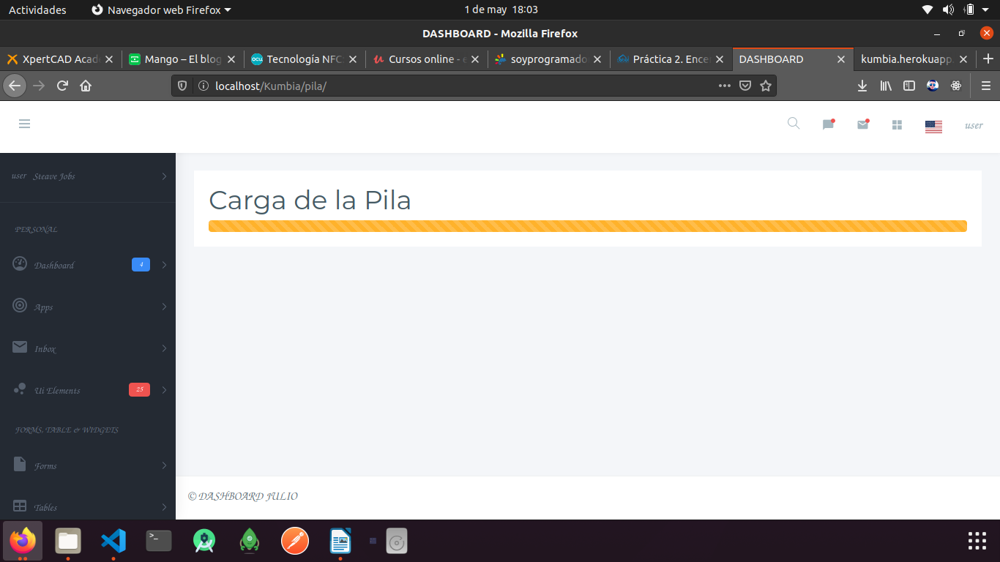 Actividades
Navegador web Firefox
1 de may 18:03
DASHBOARD - Mozilla Firefox
XpertCAD Acad
Mango – El blog
Tecnología NFC:
Cursos online - e
soyprogramado
Práctica 2. Ence
DASHBOARD
kumbia.herokuapp.
localhost/Kumbia/pila/
user
user Steave Jobs
PERSONAL
Dashboard 4
Apps
Inbox
Ui Elements 25
FORMS, TABLE & WIDGETS
Forms
Tables
Carga de la Pila
© DASHBOARD JULIO